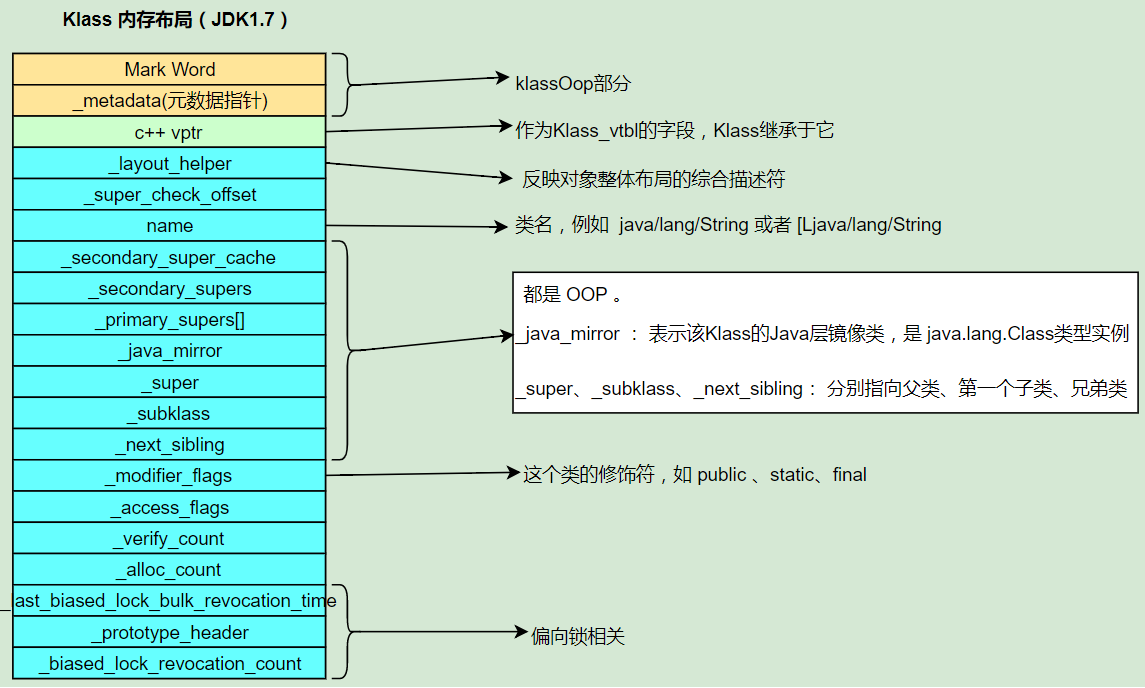 Klass 内存布局（JDK1.7 ）
Mark Word
_metadata(元数据指针)
c++ vptr
_layout_helper
_super_check_offset
name
_secondary_super_cache
_secondary_supers
_primary_supers[]
_java_mirror
_super
_subklass
_next_sibling
_modifier_flags
_access_flags
_verify_count
_alloc_count
_last_biased_lock_bulk_revocation_time
_prototype_header
_biased_lock_revocation_count
klassOop部分
作为Klass_vtbl的字段，Klass继承于它
反映对象整体布局的综合描述符
类名，例如 java/lang/String 或者 [Ljava/lang/String
都是 OOP 。
_java_mirror ： 表示该Klass的Java层镜像类，是 java.lang.Class类型实例
_super、_subklass、_next_sibling： 分别指向父类、第一个子类、兄弟类
这个类的修饰符，如 public 、static、final
偏向锁相关